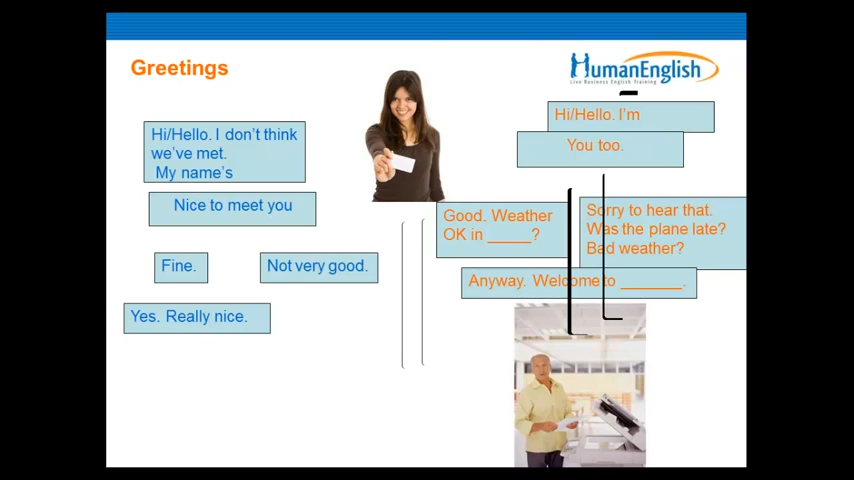 Greetings
HumanEnglish
Live Business English Training
Hi/Hello. I don't think
we've met.
My name's
Nice to meet you
Fine.
Not very good.
Yes. Really nice.
Hi/Hello. I'm
You too.
Good. Weather
OK in _____?
Sorry to hear that.
Was the plane late?
Bad weather?
Anyway. Welcome to ________.